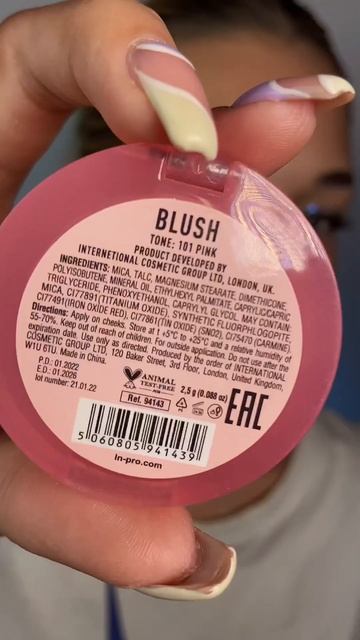 BLUSH
TONE: 101 PINK
PRODUCT DEVELOPED BY
INTERNATIONAL COSMETIC GROUP LTD, LONDON, UK.
INGREDIENTS: MICA, TALC, MAGNESIUM STEARATE, DIMETHICONE,
POLYISOBUTENE, MINERAL OIL, ETHYLHEXYL PALMITATE, CAPRYLIC/CAPRIC
TRIGLYCERIDE, PHENOXYETHANOL, CAPRYLYL GLYCOL. MAY CONTAIN:
MICA, CI77891 (TITANIUM OXIDE), SYNTHETIC FLUORPHLOGOPITE,
CI77491(IRON OXIDE RED), CI77861(TIN OXIDE) (SNO2), CI75470 (CARMINE)
Directions: Apply on cheeks. Store at t +5°C to +25°C and a relative humidity of
55-70%. Keep out of reach of children. For outside application. Do not use after the
expiration date. Use only as directed. Produced by the order of INTERNATIONAL
COSMETIC GROUP LTD, 120 Baker Street, 3rd Floor, London, United Kingdom,
W1U 6TU. Made in China.
P.D.: 01.2022
E.D.: 01.2026
lot number: 21.01.22
ANIMAL
TEST-FREE
2,5 g (0.088 oz)
Ref. 94143
EAC
5 060805 941439
In-pro.com